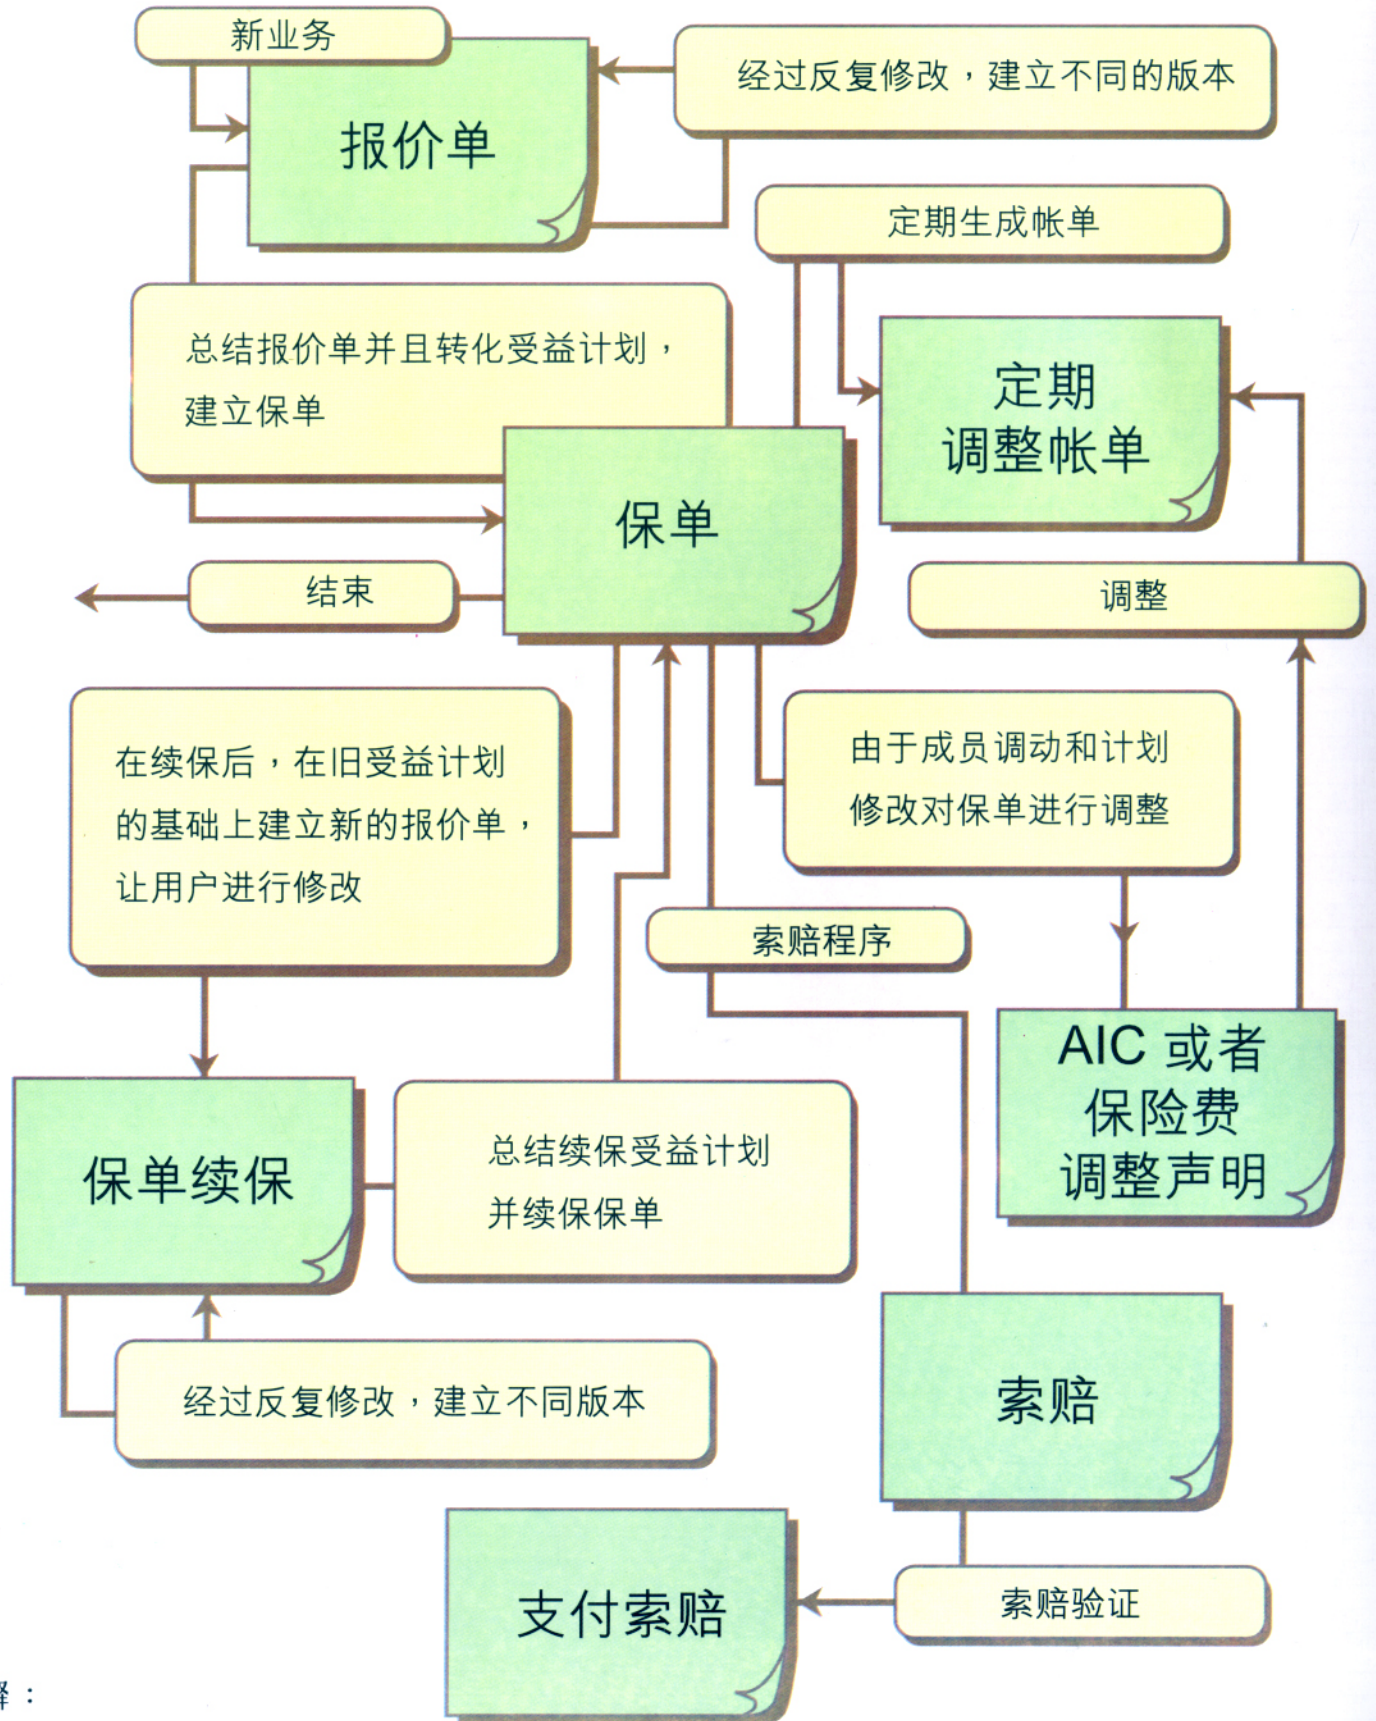 新业务
经过反复修改，建立不同的版本
报价单
定期生成帐单
总结报价单并且转化受益计划，
建立保单
定期
调整帐单
保单
结束
调整
在续保后，在旧受益计划
的基础上建立新的报价单，
让用户进行修改
由于成员调动和计划
修改对保单进行调整
索赔程序
AIC 或者
保险费
调整声明
保单续保
总结续保受益计划
并续保保单
经过反复修改，建立不同版本
索赔
支付索赔
索赔验证
：